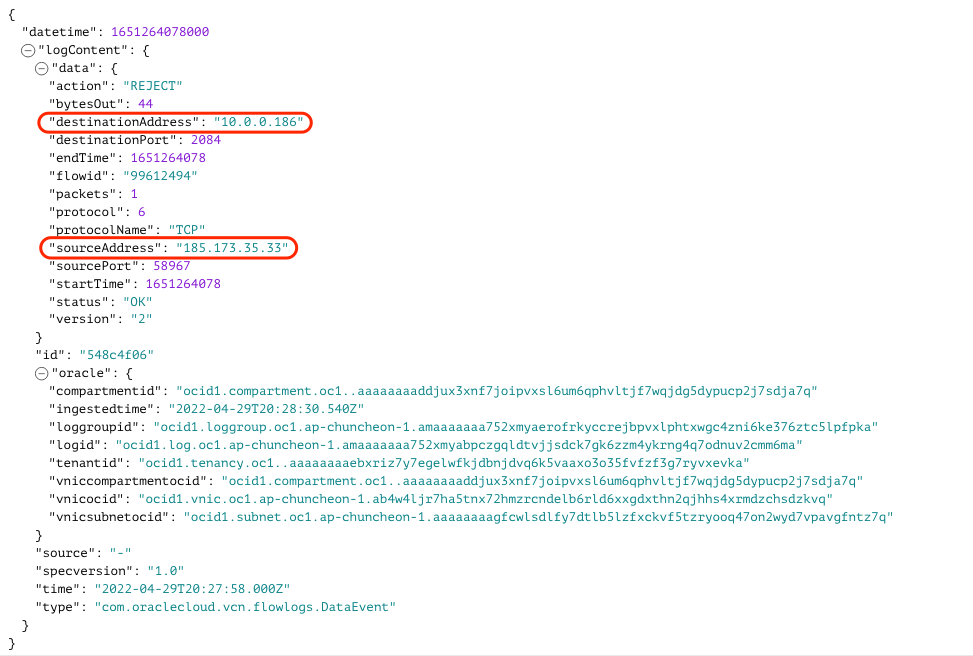 {
"datetime": 1651264078000
"logContent": {
"data": {
"action": "REJECT"
"bytesOut": 44
"destinationAddress": "10.0.0.186"
"destinationPort": 2084
"endTime": 1651264078
"flowid": "99612494"
"packets": 1
"protocol": 6
"protocolName": "TCP"
"sourceAddress": "185.173.35.33"
"sourcePort": 58967
"startTime": 1651264078
"status": "OK"
"version": "2"
}
"id": "548c4f06"
"oracle": {
"compartmentid": "ocid1.compartment.oc1..aaaaaaaaddjux3xnf7joipvxsl6um6qphvltjf7wqjdg5dypucp2j7sdja7q"
"ingestedtime": "2022-04-29T20:28:30.540Z"
"loggroupid": "ocid1.loggroup.oc1.ap-chuncheon-1.amaaaaaaa752xmyaerofrkyccrejbpvxlphtxwgc4zni6ke376ztc5lpfpka"
"logid": "ocid1.log.oc1.ap-chuncheon-1.amaaaaaaa752xmyabpczgqldtvjjsdck7gk6zzm4ykrng4q7odnuv2cmm6ma"
"tenantid": "ocid1.tenancy.oc1..aaaaaaaaebxriz7y7egelwfkjdbnjdvq6k5vaaxo3o35fvfzf3g7ryvxevka"
"vniccompartmentocid": "ocid1.compartment.oc1..aaaaaaaaddjux3xnf7joipvxsl6um6qphvltjf7wqjdg5dypucp2j7sdja7q"
"vnicocid": "ocid1.vnic.oc1.ap-chuncheon-1.ab4w4ljr7ha5tnx72hmzrcndelb6rld6xxgdxthn2qjhhs4xrmdzchsdzkvq"
"vnicsubnetocid": "ocid1.subnet.oc1.ap-chuncheon-1.aaaaaaaagfcwlsdlfy7dtlb5lzfxckvf5tzryooq47on2wyd7vpavgfntz7q"
}
"source": "-"
"specversion": "1.0"
"time": "2022-04-29T20:27:58.000Z"
"type": "com.oraclecloud.vcn.flowlogs.DataEvent"
}
}